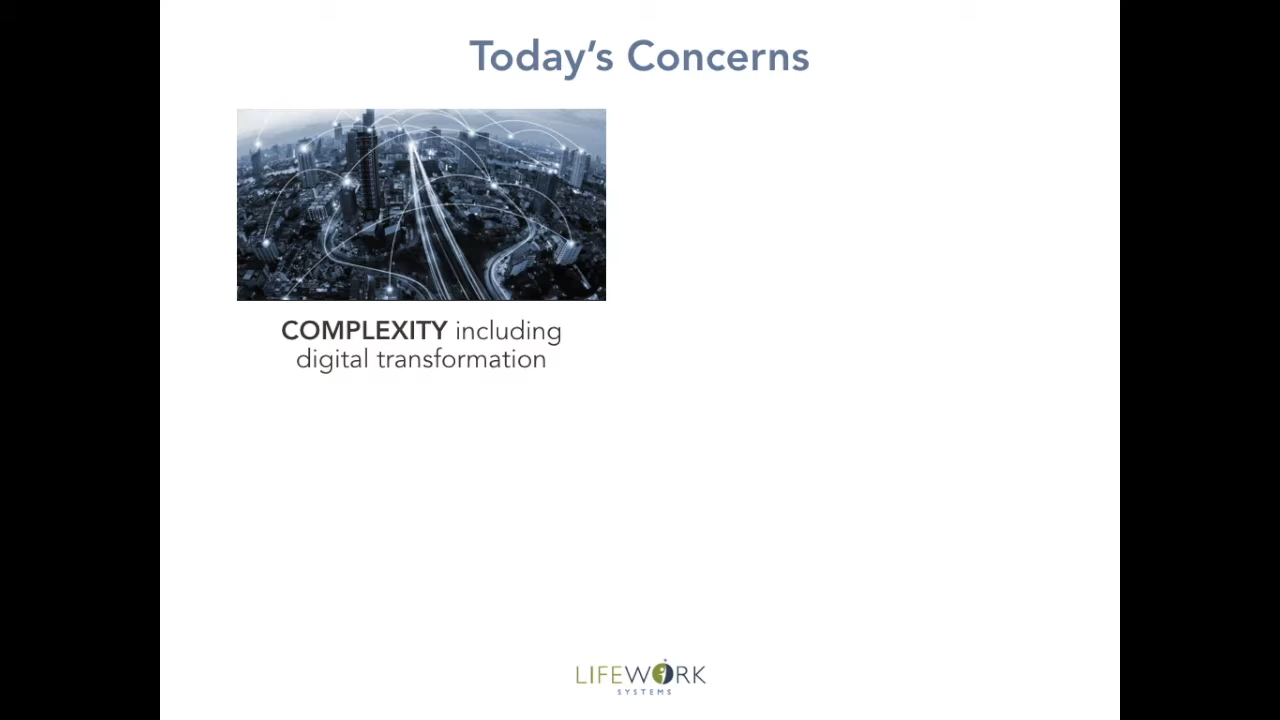 Today's Concerns
COMPLEXITY including
digital transformation
LIFEWORK
SYSTEMS